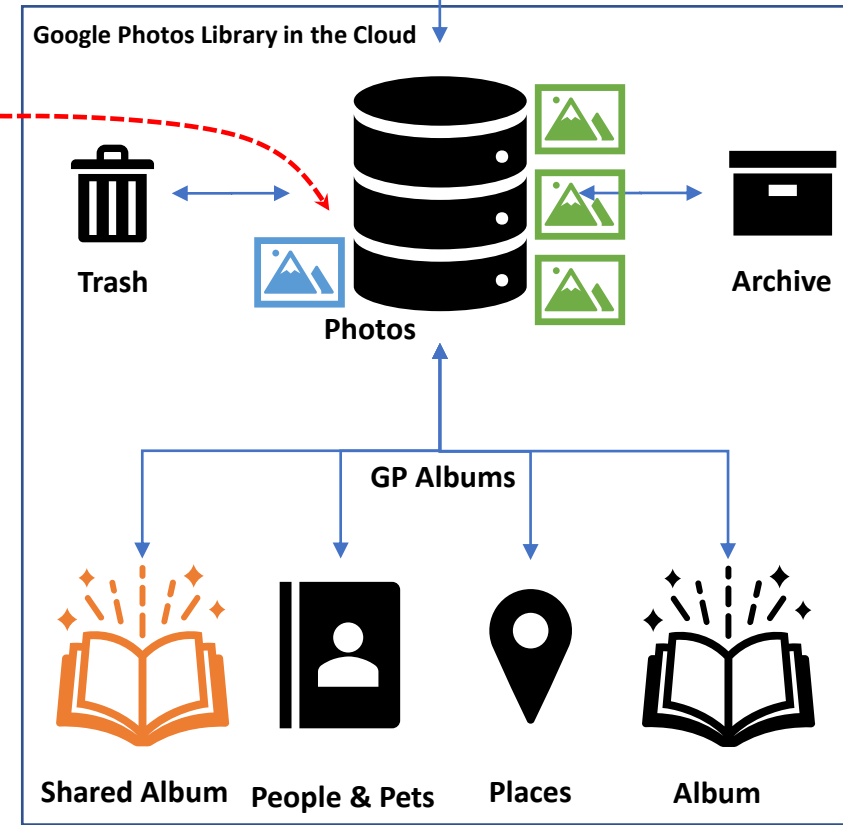 Google Photos Library in the Cloud
Trash
Photos
Archive
GP Albums
Shared Album
People & Pets
Places
Album